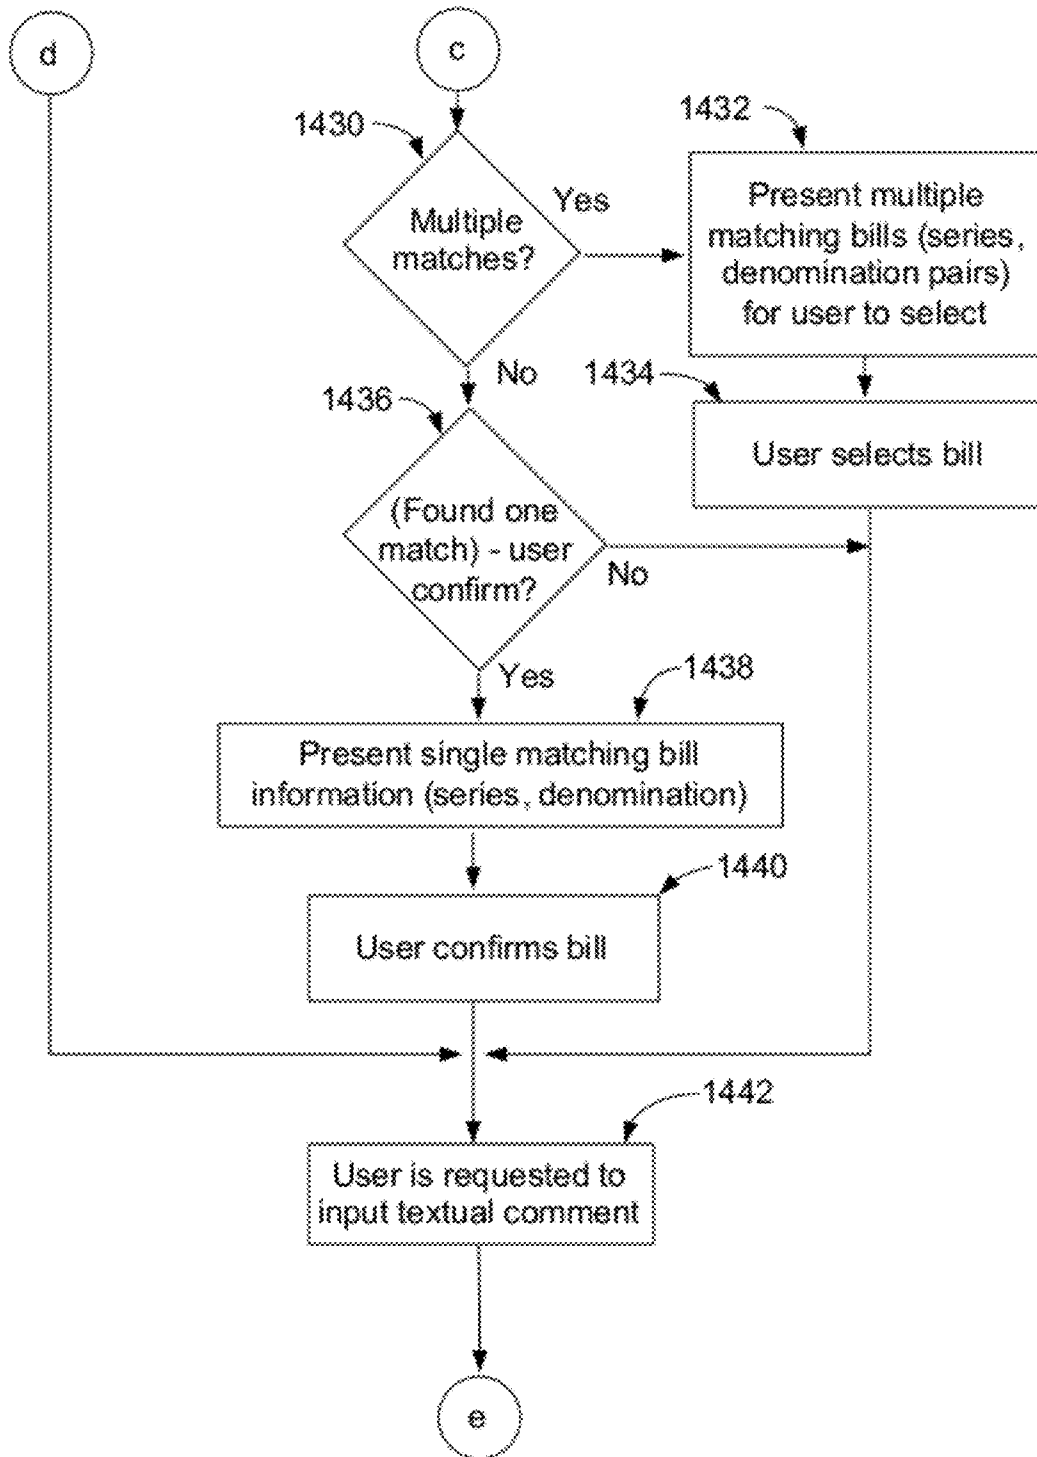 d
c
1430
1432
Multiple
matches?
Yes
Present multiple
matching bills (series,
denomination pairs)
for user to select
No
1434
1436
User selects bill
(Found one
match) - user
confirm?
No
Yes
1438
Present single matching bill
information (series, denomination)
1440
User confirms bill
1442
User is requested to
input textual comment
e